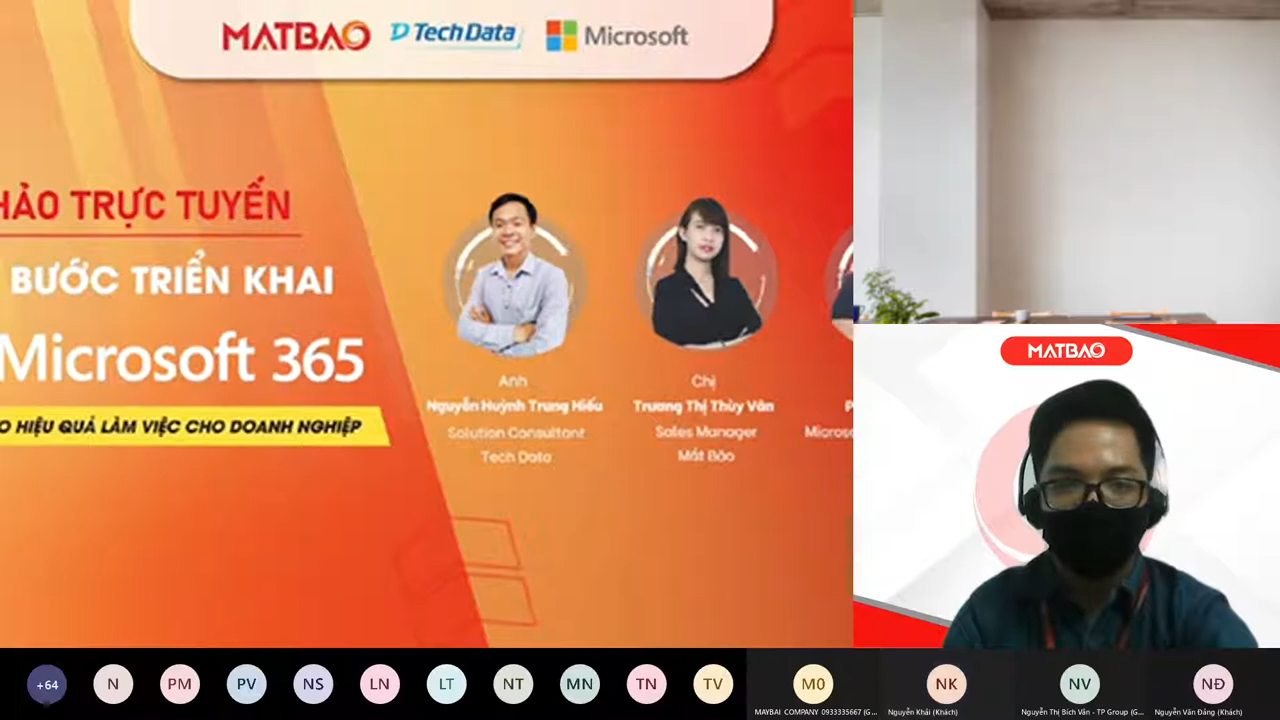 MATBAO
TechData
Microsoft
HẢO TRỰC TUYẾN
BƯỚC TRIỂN KHAI
Microsoft 365
HIỆU QUẢ LÀM VIỆC CHO DOANH NGHIỆP
Anh
Nguyễn Huỳnh Trung Hiếu
Solution Consultant
Tech Data
Chị
Trương Thị Thùy Vân
Sales Manager
Mắt Bão
P
Micros
MATBAO
+64
N
PM
PV
NS
LN
LT
NT
MN
TN
TV
M0
NK
NV
NĐ
MAYBAI COMPANY 0933335667 (G...
Nguyễn Khải (Khách)
Nguyễn Thị Bích Vân - TP Group (G...
Nguyễn Văn Đảng (Khách)